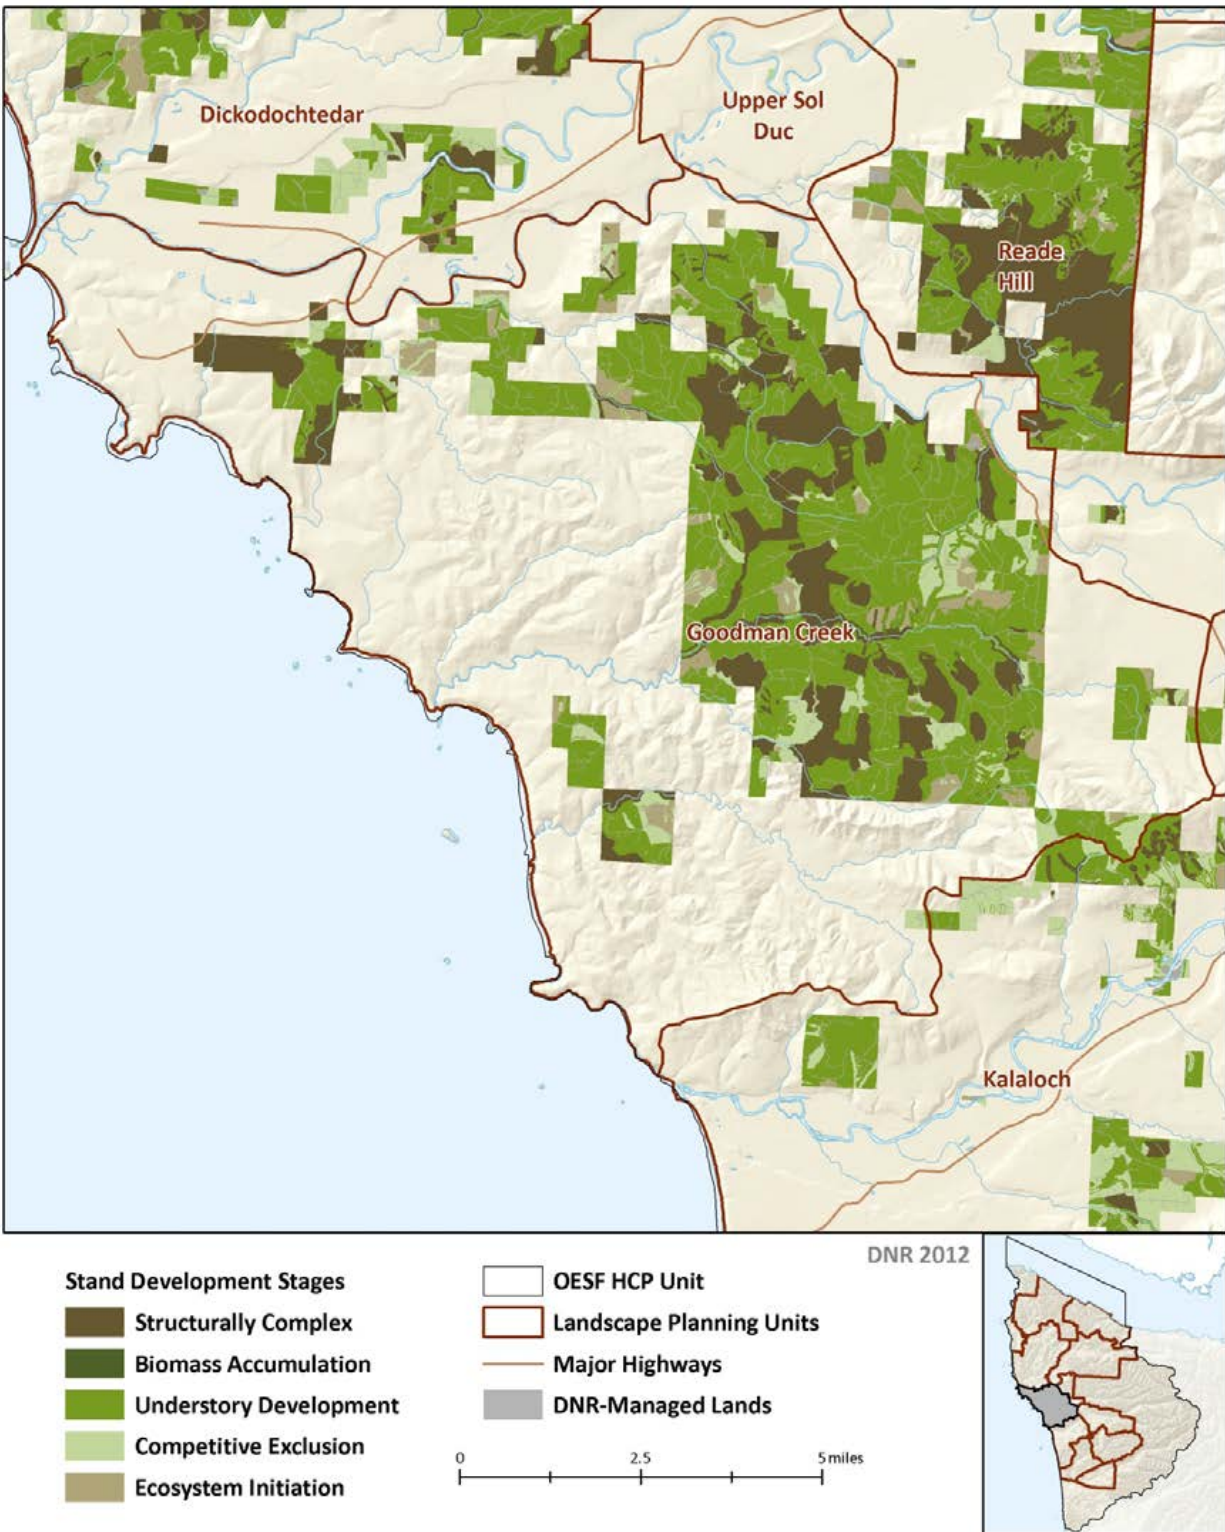 Dickodochtedar
Upper Sol
Duc
Reade
Hill
Goodman Creek
Kalaloch
DNR 2012
Stand Development Stages
Structurally Complex
Biomass Accumulation
Understory Development
Competitive Exclusion
Ecosystem Initiation
OESF HCP Unit
Landscape Planning Units
Major Highways
DNR-Managed Lands
0 2.5 5 miles